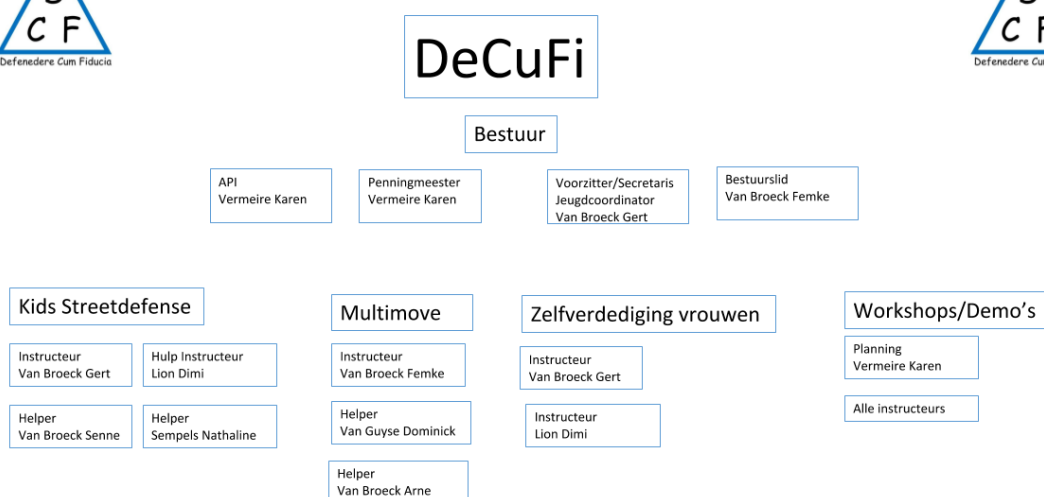 C F
Defenedere Cum Fiducia
C F
Defenedere Cum
DeCuFi
Bestuur
API
Vermeire Karen
Penningmeester
Vermeire Karen
Voorzitter/Secretaris
Jeugdcoordinator
Van Broeck Gert
Bestuurslid
Van Broeck Femke
Kids Streetdefense
Instructeur
Van Broeck Gert
Hulp Instructeur
Lion Dimi
Helper
Van Broeck Senne
Helper
Sempels Nathaline
Multimove
Instructeur
Van Broeck Femke
Helper
Van Guyse Dominick
Helper
Van Broeck Arne
Zelfverdediging vrouwen
Instructeur
Van Broeck Gert
Instructeur
Lion Dimi
Workshops/Demo’s
Planning
Vermeire Karen
Alle instructeurs